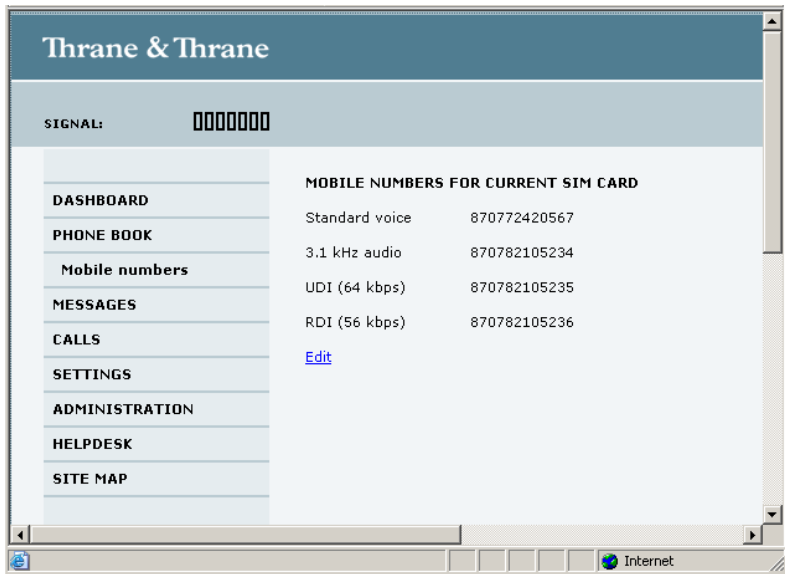 Thrane & Thrane
SIGNAL:
DASHBOARD
PHONE BOOK
Mobile numbers
MESSAGES
CALLS
SETTINGS
ADMINISTRATION
HELPDESK
SITE MAP
MOBILE NUMBERS FOR CURRENT SIM CARD
Standard voice 870772420567
3.1 kHz audio 870782105234
UDI (64 kbps) 870782105235
RDI (56 kbps) 870782105236
Edit
Internet